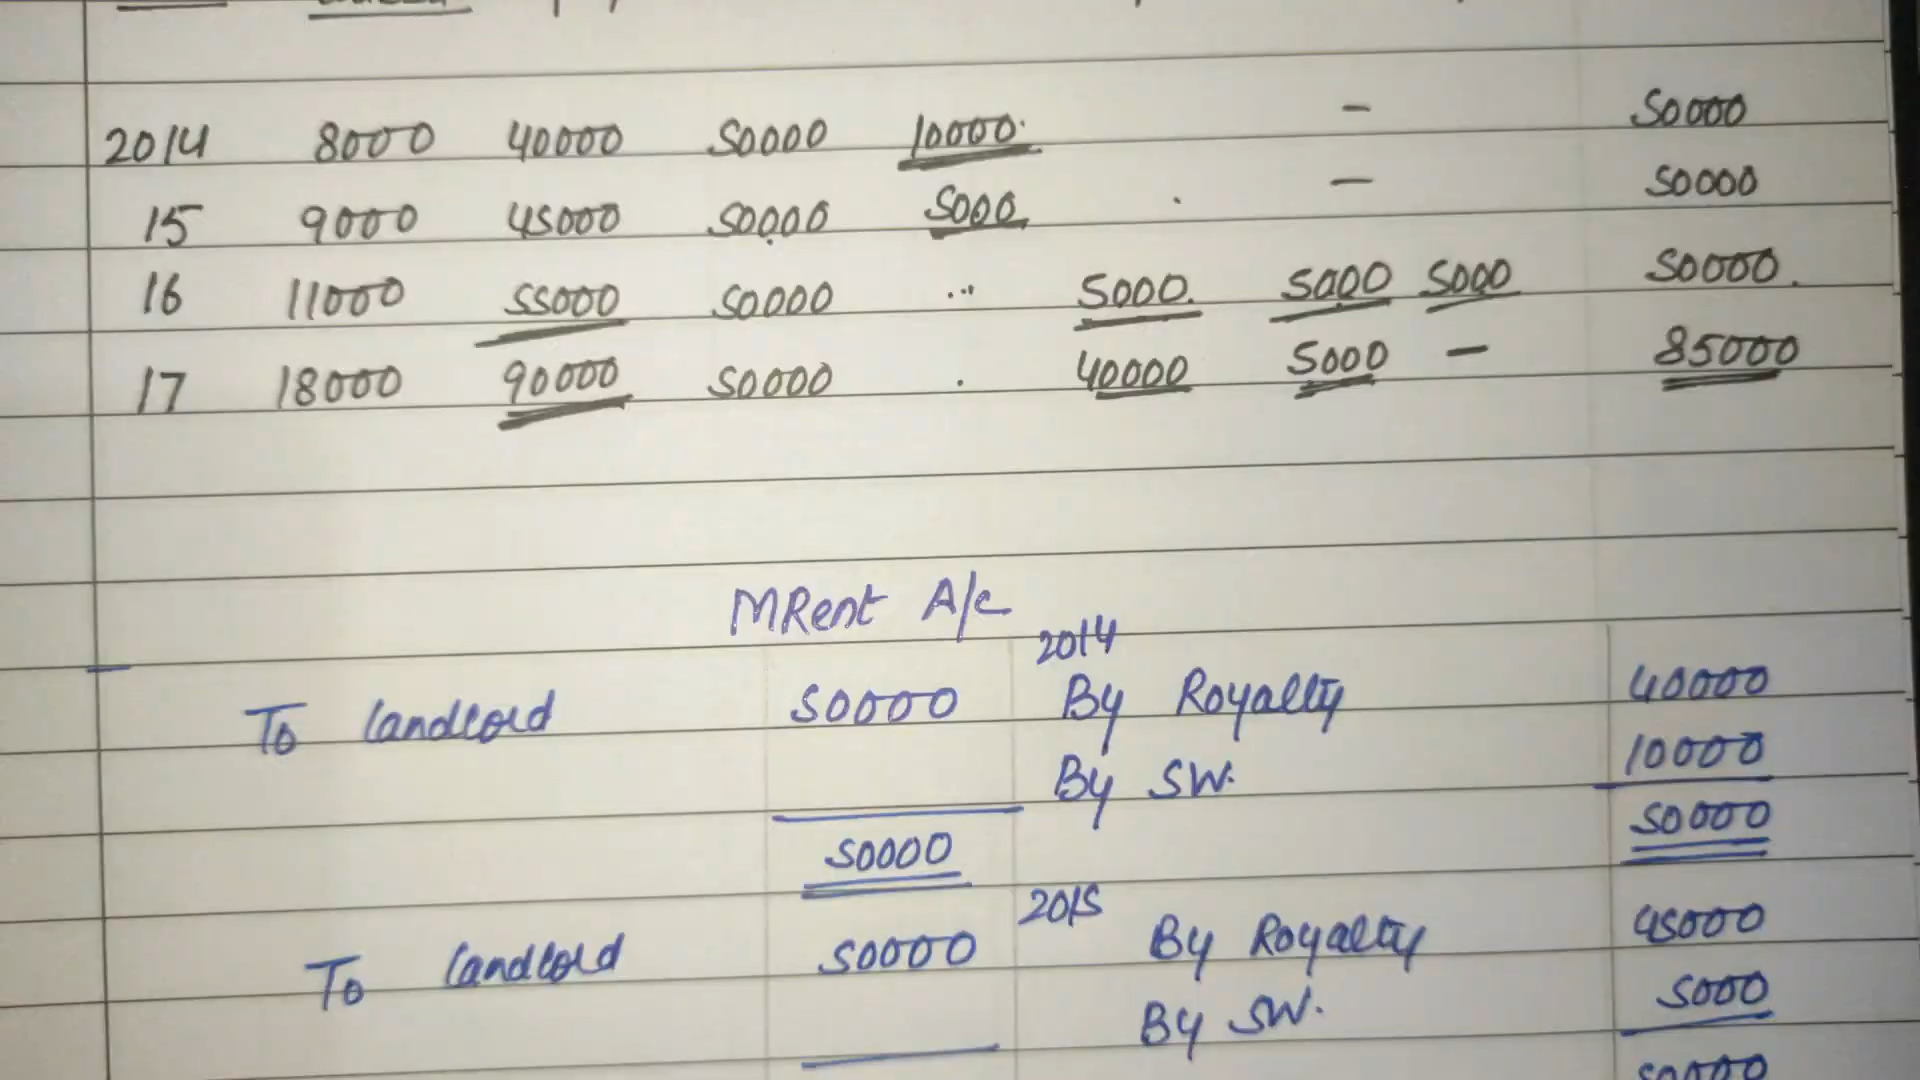 2014 8000 40000 50000 10000 - 50000
15 9000 45000 50000 5000 - 50000
16 11000 55000 50000 .. 5000 5000 5000 50000
17 18000 90000 50000 . 40000 5000 - 85000
MRent A/c
2014
To landlord 50000 By Royalty 40000
By SW. 10000
50000 50000
2015
To landlord 50000 By Royalty 45000
By SW. 5000
50000